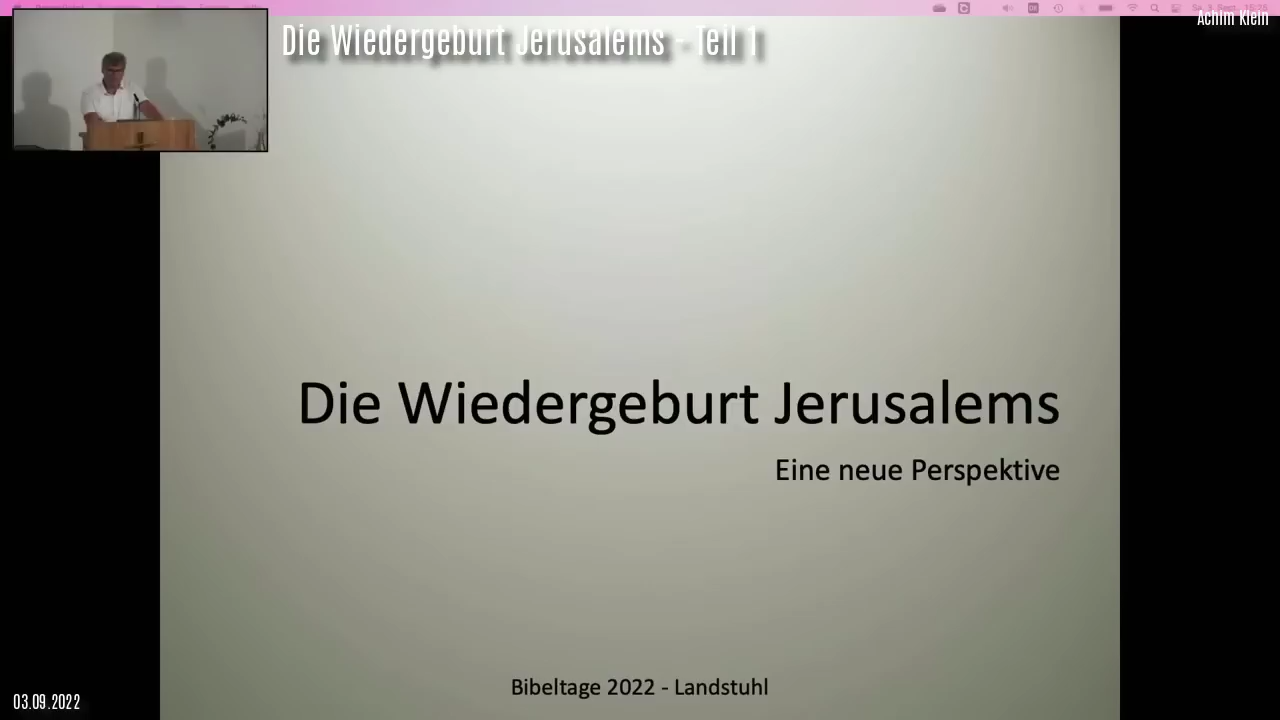 Achim Klein
Die Wiedergeburt Jerusalems - Teil 1
Die Wiedergeburt Jerusalems
Eine neue Perspektive
Bibeltage 2022 - Landstuhl
03.09.2022